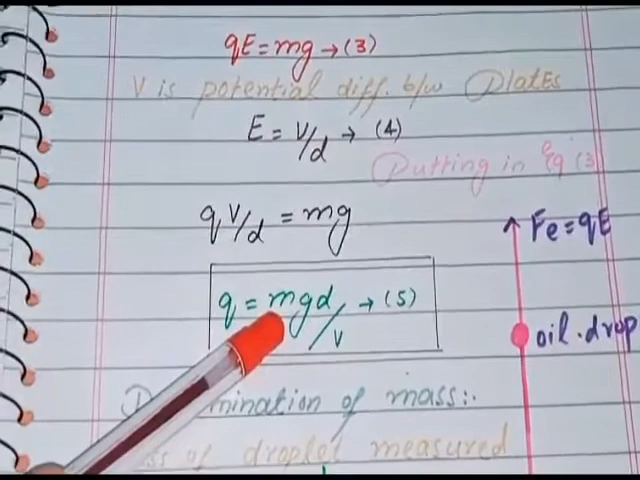 qE = mg → (3)
V is potential diff. b/w Plates
E = V/d → (4)
Putting in Eq (3
q V/d = mg
Fe = qE
q = mgd/V → (5)
oil. drop
mination of mass:.
of droplet measured